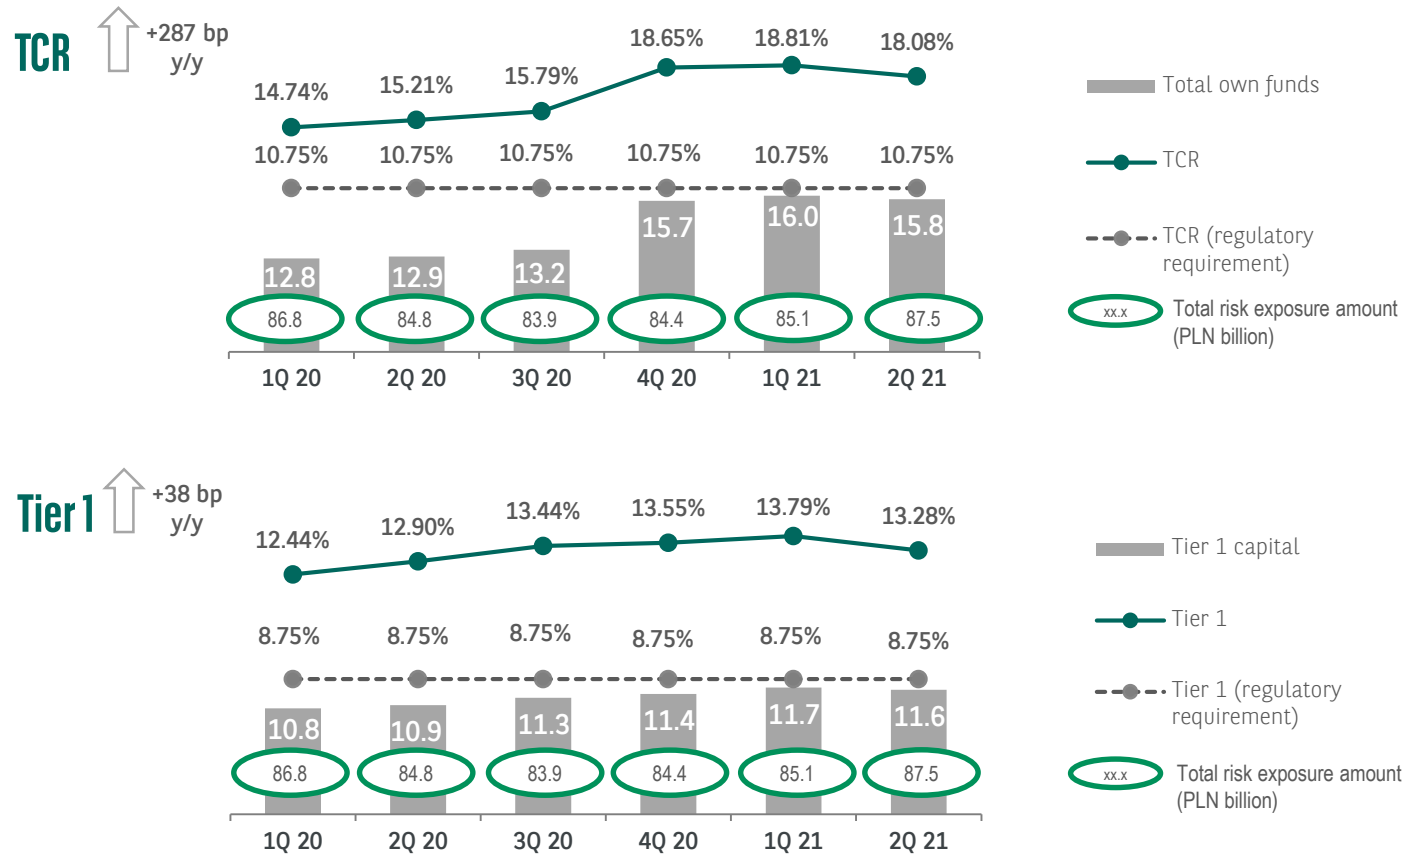 TCR
+287 bp
y/y
14.74%
15.21%
15.79%
18.65%
18.81%
18.08%
10.75%
10.75%
10.75%
10.75%
10.75%
10.75%
12.8
12.9
13.2
15.7
16.0
15.8
86.8
84.8
83.9
84.4
85.1
87.5
1Q 20
2Q 20
3Q 20
4Q 20
1Q 21
2Q 21
Total own funds
TCR
TCR (regulatory
requirement)
xx.x
Total risk exposure amount
(PLN billion)
Tier 1
+38 bp
y/y
12.44%
12.90%
13.44%
13.55%
13.79%
13.28%
8.75%
8.75%
8.75%
8.75%
8.75%
8.75%
10.8
10.9
11.3
11.4
11.7
11.6
86.8
84.8
83.9
84.4
85.1
87.5
1Q 20
2Q 20
3Q 20
4Q 20
1Q 21
2Q 21
Tier 1 capital
Tier 1
Tier 1 (regulatory
requirement)
xx.x
Total risk exposure amount
(PLN billion)